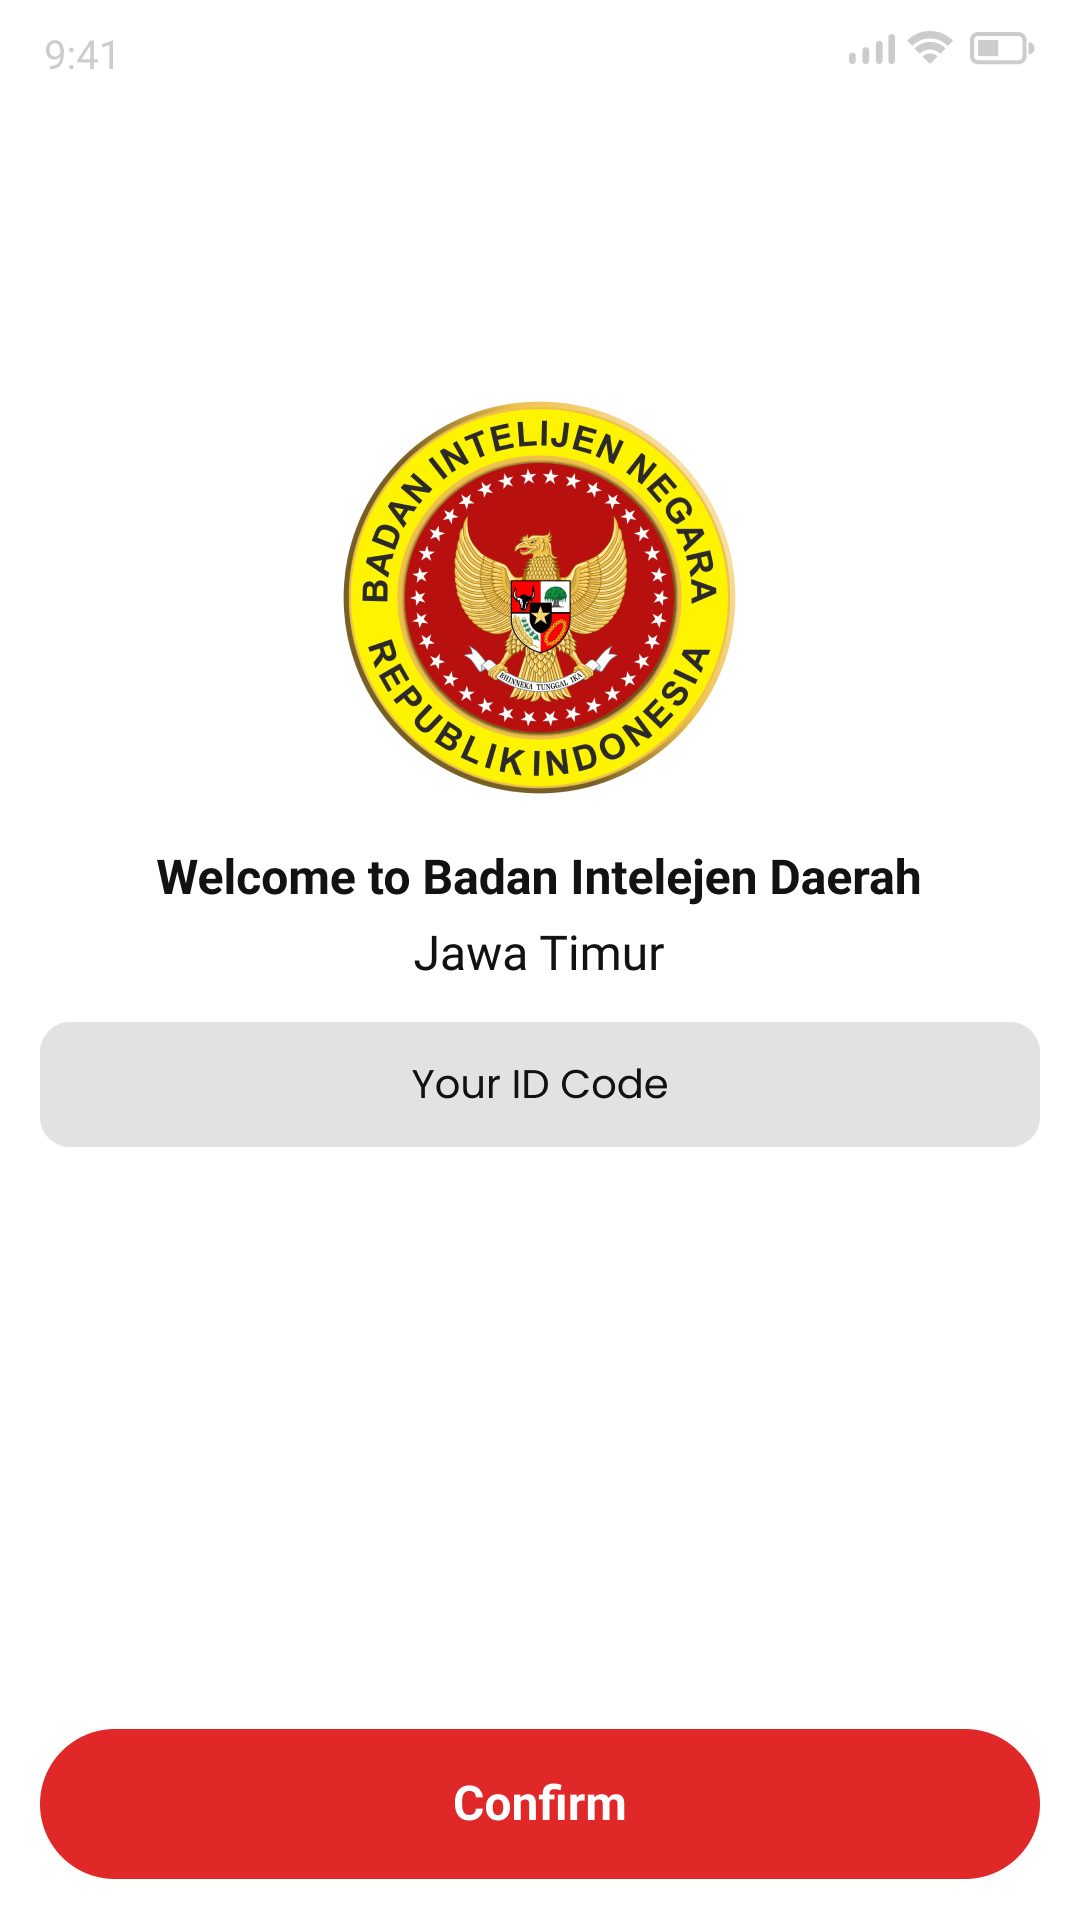 9:41
BADAN INTELIJEN NEGARA
REPUBLIK INDONESIA
BHINNEKA TUNGGAL IKA
Welcome to Badan Intelejen Daerah
Jawa Timur
Your ID Code
Confirm